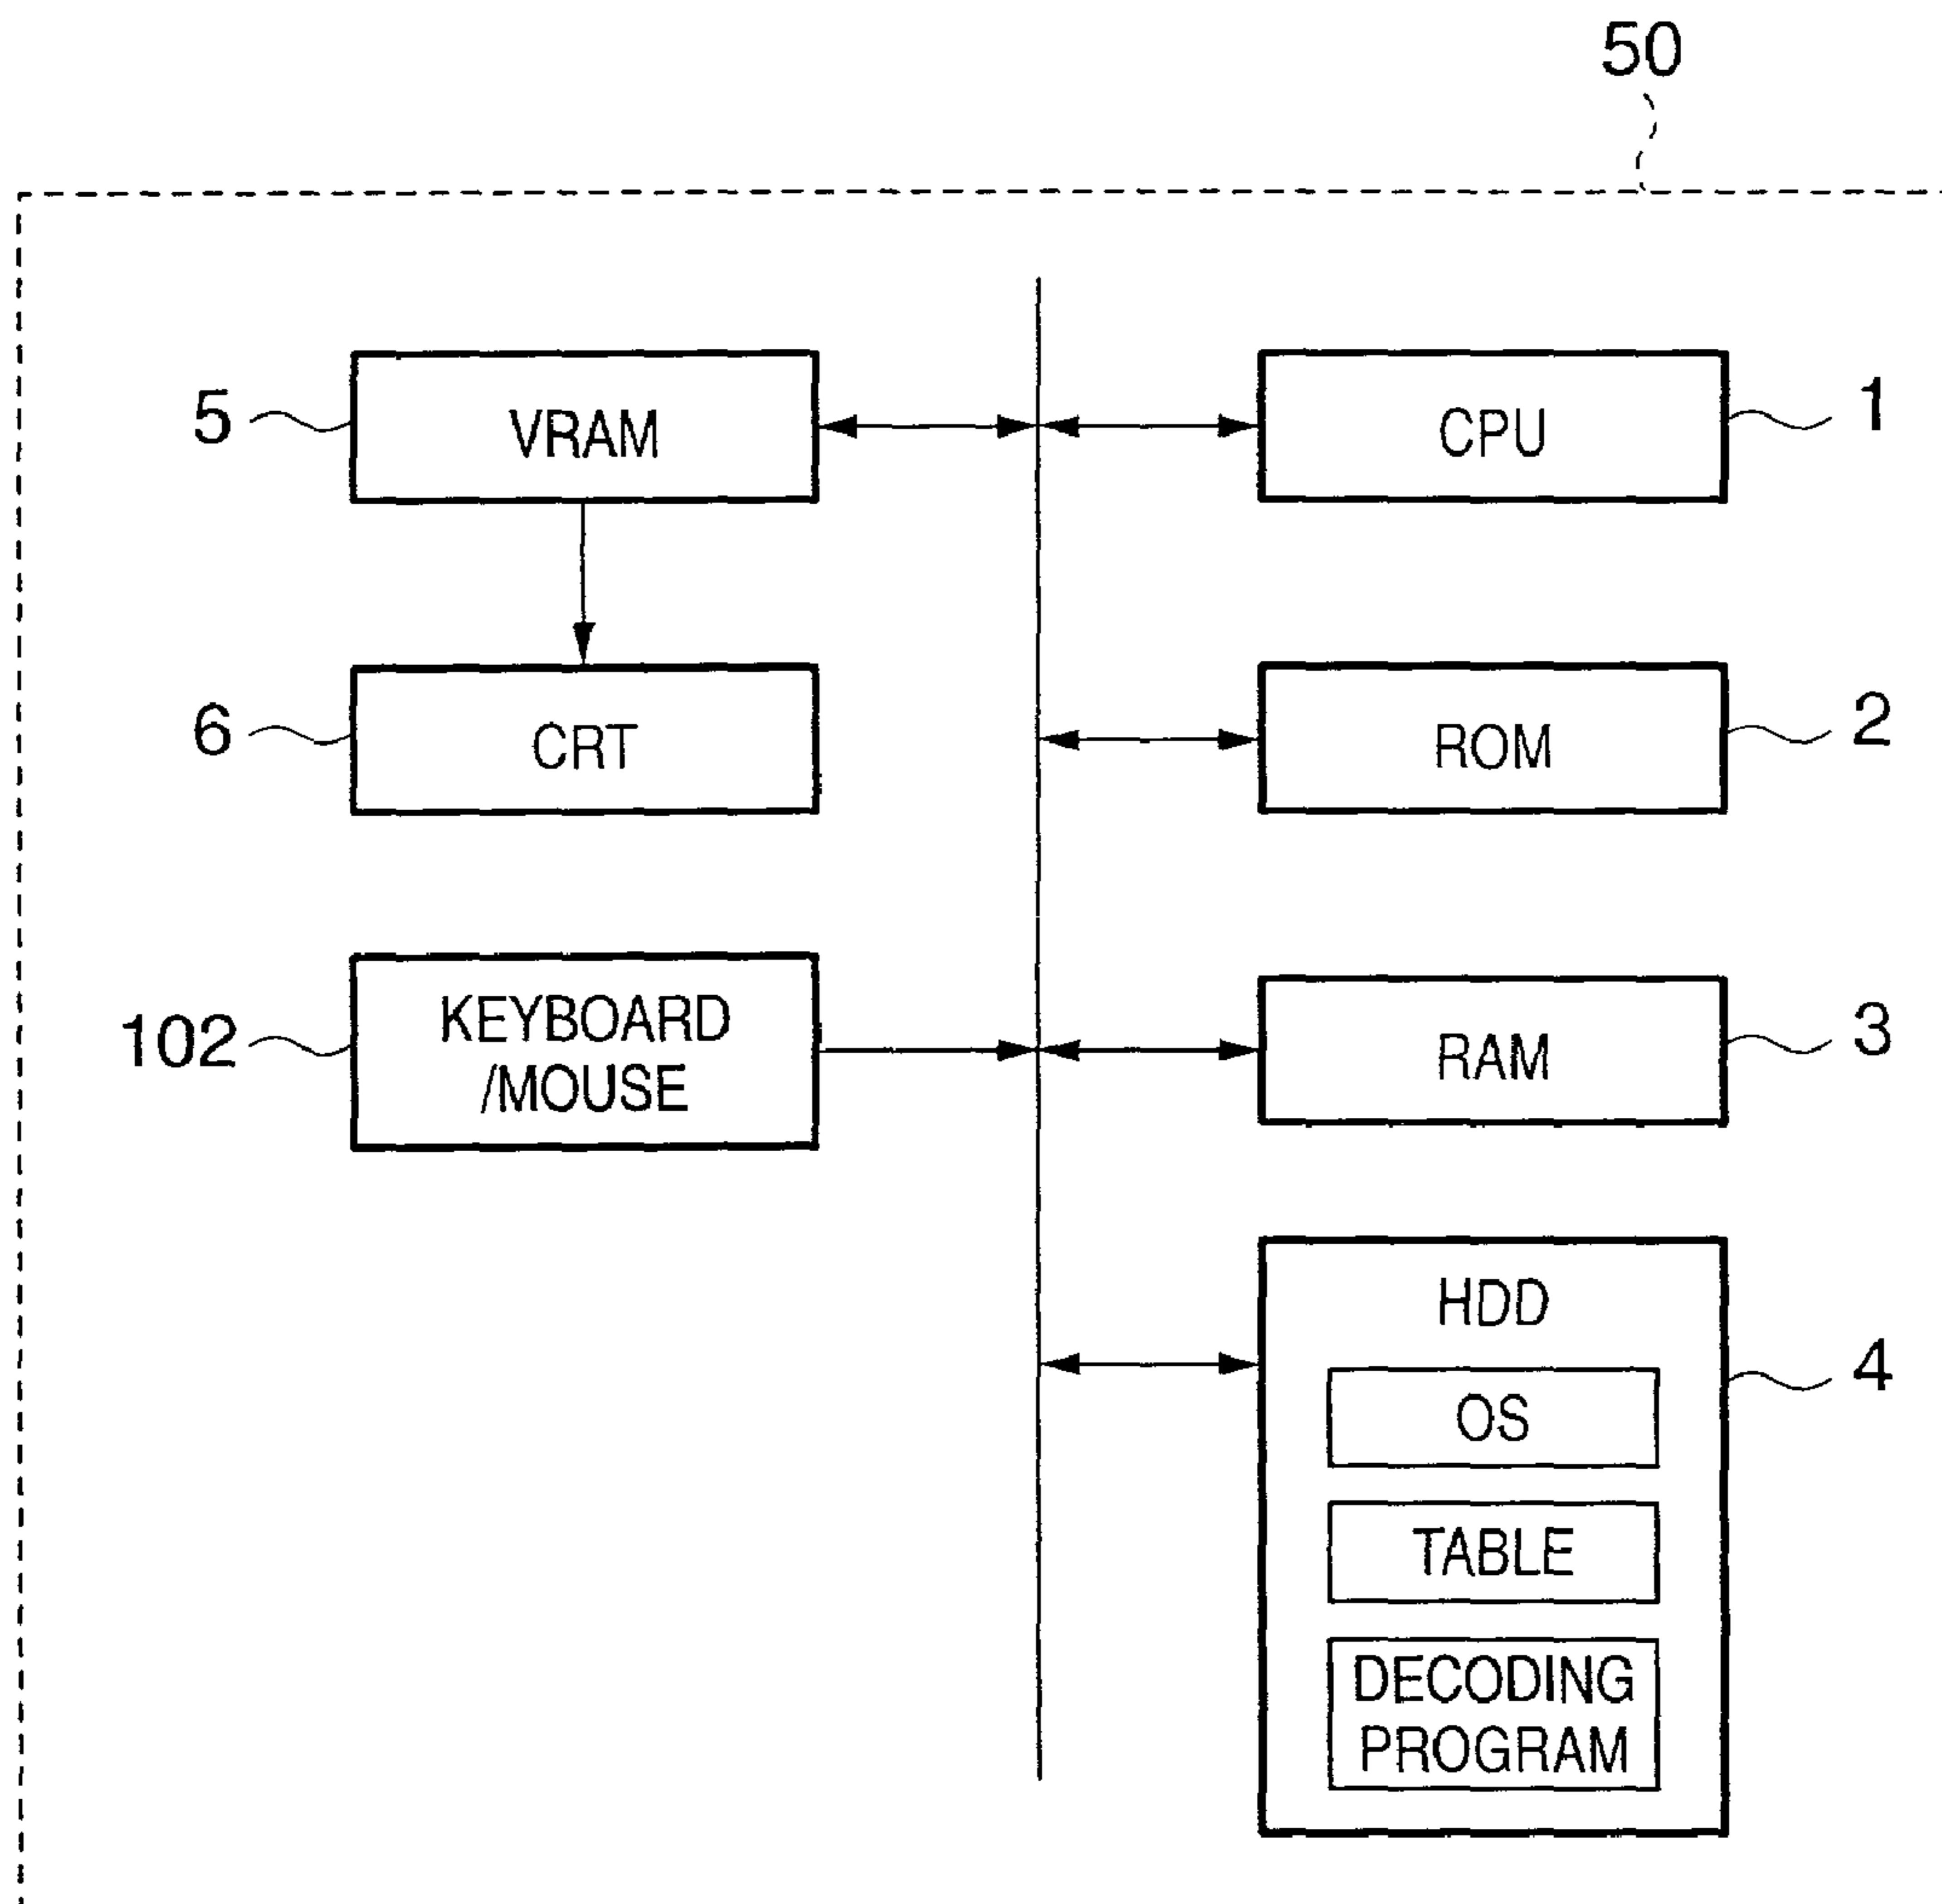 50
5
VRAM
CPU
1
6
CRT
ROM
2
102
KEYBOARD
/MOUSE
RAM
3
HDD
4
OS
TABLE
DECODING
PROGRAM